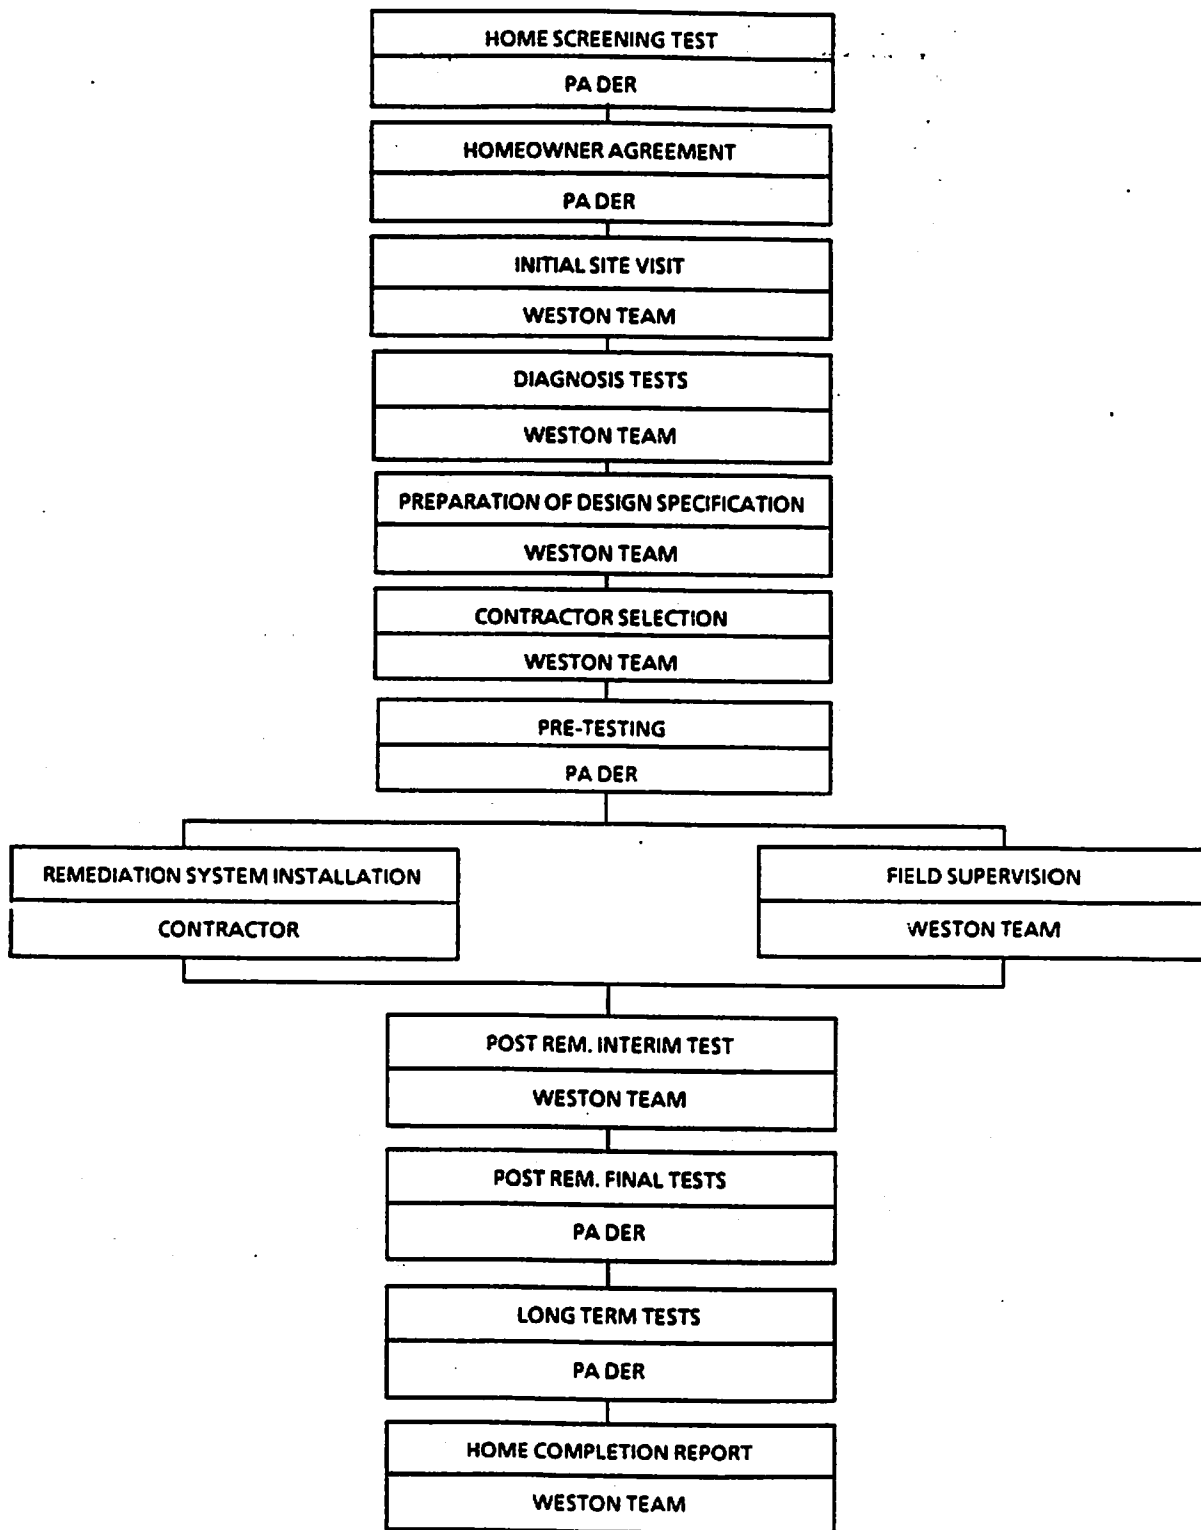 HOME SCREENING TEST
PA DER
HOMEOWNER AGREEMENT
PA DER
INITIAL SITE VISIT
WESTON TEAM
DIAGNOSIS TESTS
WESTON TEAM
PREPARATION OF DESIGN SPECIFICATION
WESTON TEAM
CONTRACTOR SELECTION
WESTON TEAM
PRE-TESTING
PA DER
REMEDIATION SYSTEM INSTALLATION
CONTRACTOR
FIELD SUPERVISION
WESTON TEAM
POST REM. INTERIM TEST
WESTON TEAM
POST REM. FINAL TESTS
PA DER
LONG TERM TESTS
PA DER
HOME COMPLETION REPORT
WESTON TEAM